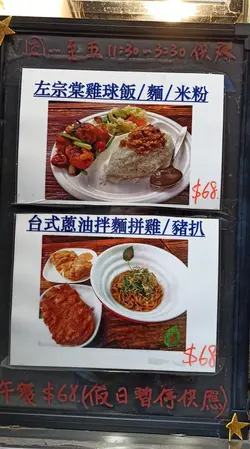 週一至五 11:30-3:30 供應
左宗棠雞球飯/麵/米粉
$68.
台式蔥油拌麵拼雞/豬扒
$68
午餐 $68.(假日暫停供應)